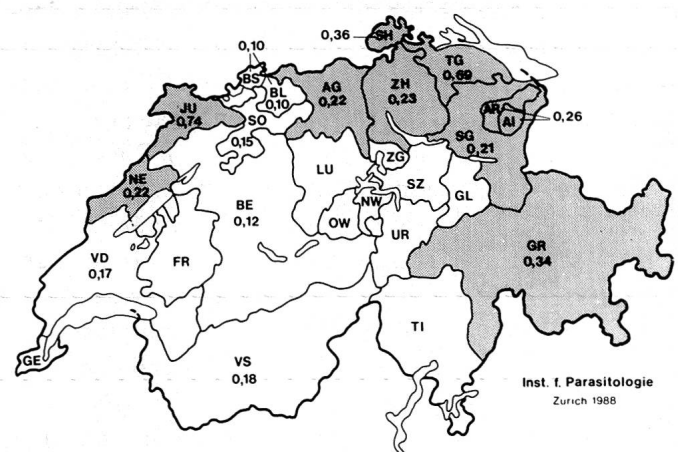 0,36
SH
0,10
BS
TG
0,69
BL
0,10
AG
0,22
ZH
0,23
JU
0,74
AR
AI
0,26
SO
0,15
SG
0,21
LU
ZG
NE
0,22
SZ
GL
BE
0,12
NW
OW
UR
GR
0,34
VD
0,17
FR
TI
GE
VS
0,18
Inst. f. Parasitologie
Zurich 1988